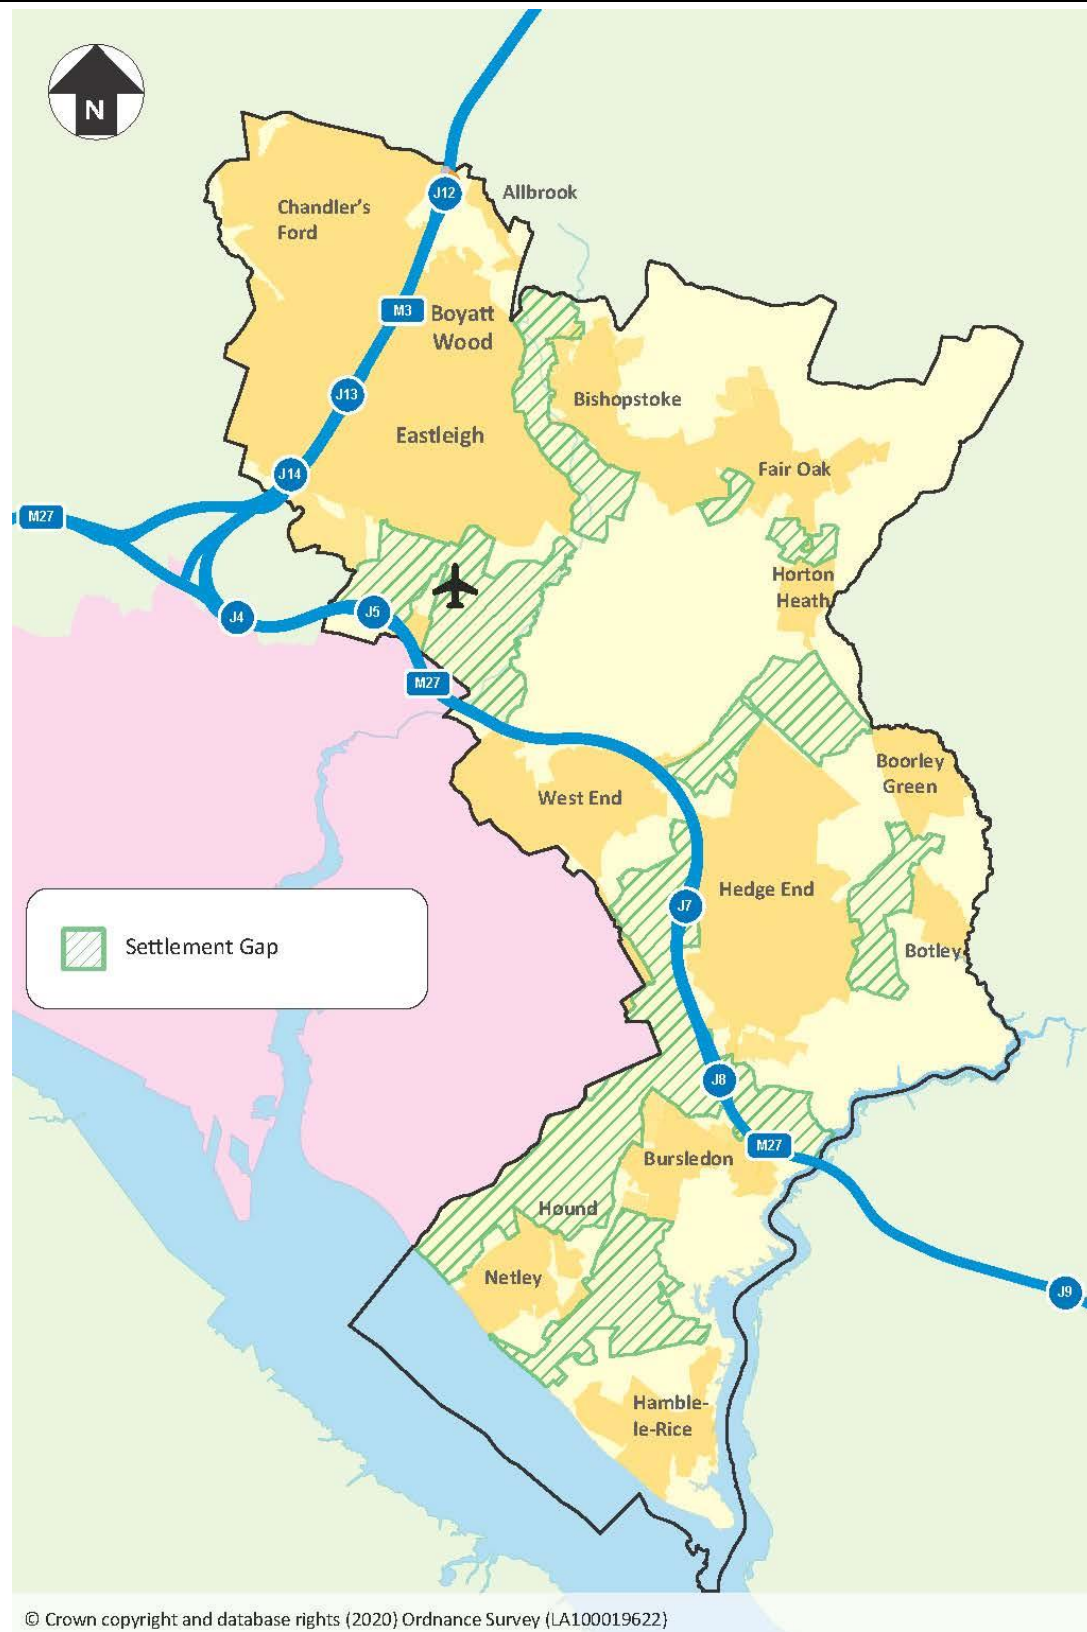 N
J12
Allbrook
Chandler's
Ford
M3
Boyatt
Wood
J13
Bishopstoke
Eastleigh
Fair Oak
J14
M27
Horton
Heath
J4
J5
M27
Boorley
Green
West End
Hedge End
J7
Settlement Gap
Botley
J8
M27
Bursledon
Hound
Netley
J9
Hamble-
le-Rice
© Crown copyright and database rights (2020) Ordnance Survey (LA100019622)